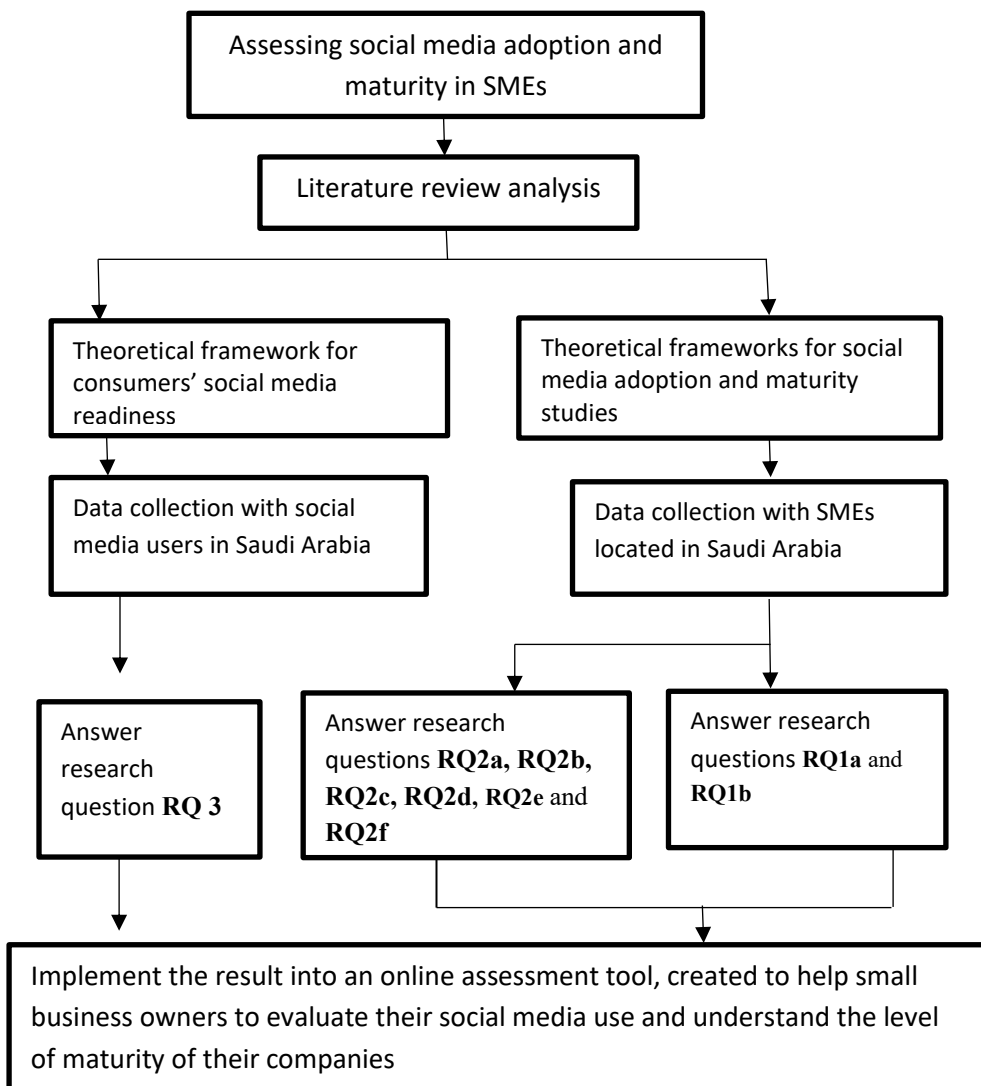 Assessing social media adoption and
maturity in SMEs
Literature review analysis
Theoretical framework for
consumers’ social media
readiness
Theoretical frameworks for social
media adoption and maturity
studies
Data collection with social
media users in Saudi Arabia
Data collection with SMEs
located in Saudi Arabia
Answer
research
question RQ 3
Answer research
questions RQ2a, RQ2b,
RQ2c, RQ2d, RQ2e and
RQ2f
Answer research
questions RQ1a and
RQ1b
Implement the result into an online assessment tool, created to help small
business owners to evaluate their social media use and understand the level
of maturity of their companies